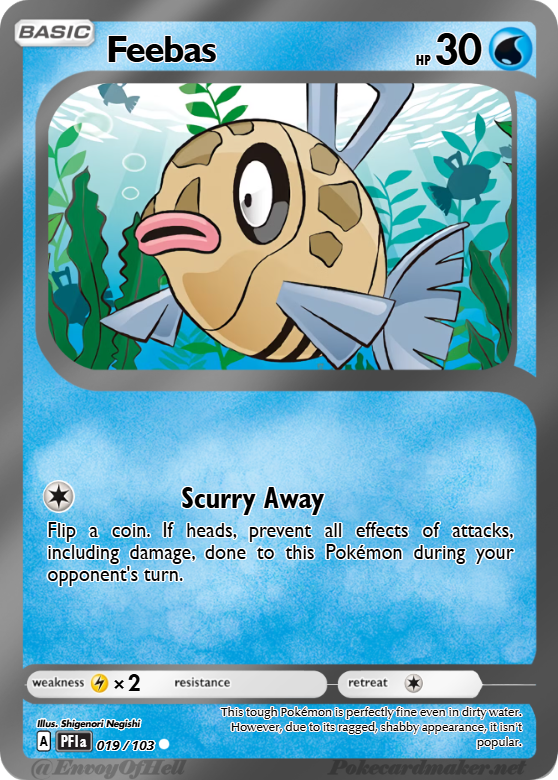 BASIC
Feebas
HP 30
Scurry Away
Flip a coin. If heads, prevent all effects of attacks,
including damage, done to this Pokémon during your
opponent's turn.
weakness ×2 resistance retreat
Illus. Shigenori Negishi
A PFla 019 / 103
This tough Pokémon is perfectly fine even in dirty water.
However, due to its ragged, shabby appearance, it isn't
popular.
@EnvoyOfHell Pokecardmaker.net